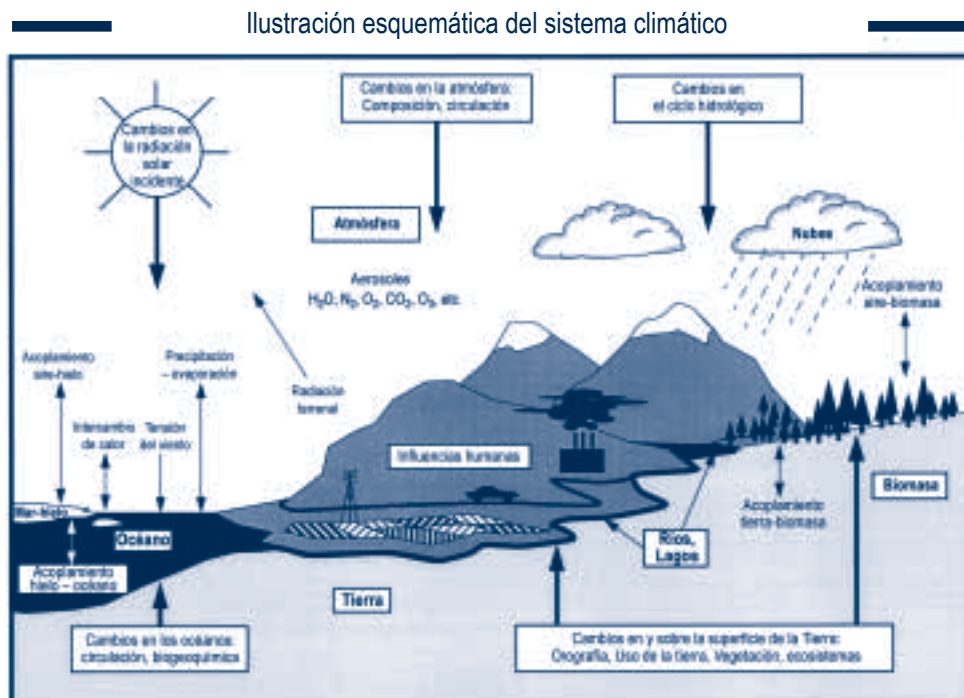 Ilustración esquemática del sistema climático
Cambios en la atmósfera:
Composición, circulación
Cambios en
el ciclo hidrológico
Cambios en
la radiación
solar
incidente
Atmósfera
Nubes
Aerosoles
H₂O, N₂, O₂, CO₂, O₃, etc.
Acoplamiento
aire-biomasa
Acoplamiento
aire-hielo
Precipitación
– evaporación
Radiación
terrenal
Intercambio
de calor
Tensión
del viento
Influencias humanas
Biomasa
Mar-hielo
Océano
Acoplamiento
tierra-biomasa
Ríos,
Lagos
Acoplamiento
hielo – océano
Tierra
Cambios en los océanos:
circulación, biogeoquímica
Cambios en y sobre la superficie de la Tierra:
Orografía, Uso de la tierra, Vegetación, ecosistemas